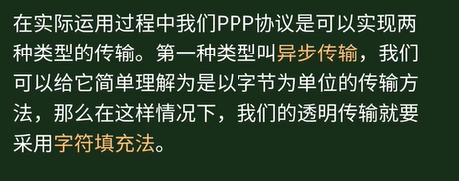 在实际运用过程中我们PPP协议是可以实现两
种类型的传输。第一种类型叫异步传输，我们
可以给它简单理解为是以字节为单位的传输方
法，那么在这样情况下，我们的透明传输就要
采用字符填充法。